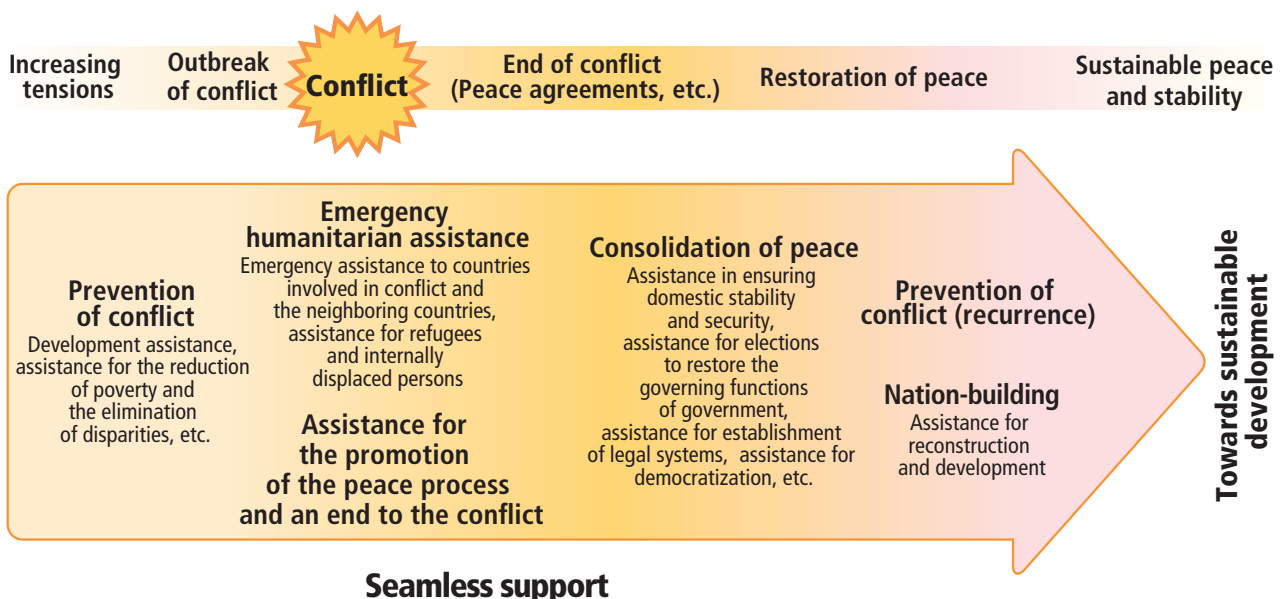 Increasing
tensions
Outbreak
of conflict
Conflict
End of conflict
(Peace agreements, etc.)
Restoration of peace
Sustainable peace
and stability
Prevention
of conflict
Development assistance,
assistance for the reduction
of poverty and
the elimination
of disparities, etc.
Emergency
humanitarian assistance
Emergency assistance to countries
involved in conflict and
the neighboring countries,
assistance for refugees
and internally
displaced persons
Assistance for
the promotion
of the peace process
and an end to the conflict
Consolidation of peace
Assistance in ensuring
domestic stability
and security,
assistance for elections
to restore the
governing functions
of government,
assistance for establishment
of legal systems, assistance for
democratization, etc.
Prevention of
conflict (recurrence)
Nation-building
Assistance for
reconstruction
and development
Towards sustainable
development
Seamless support